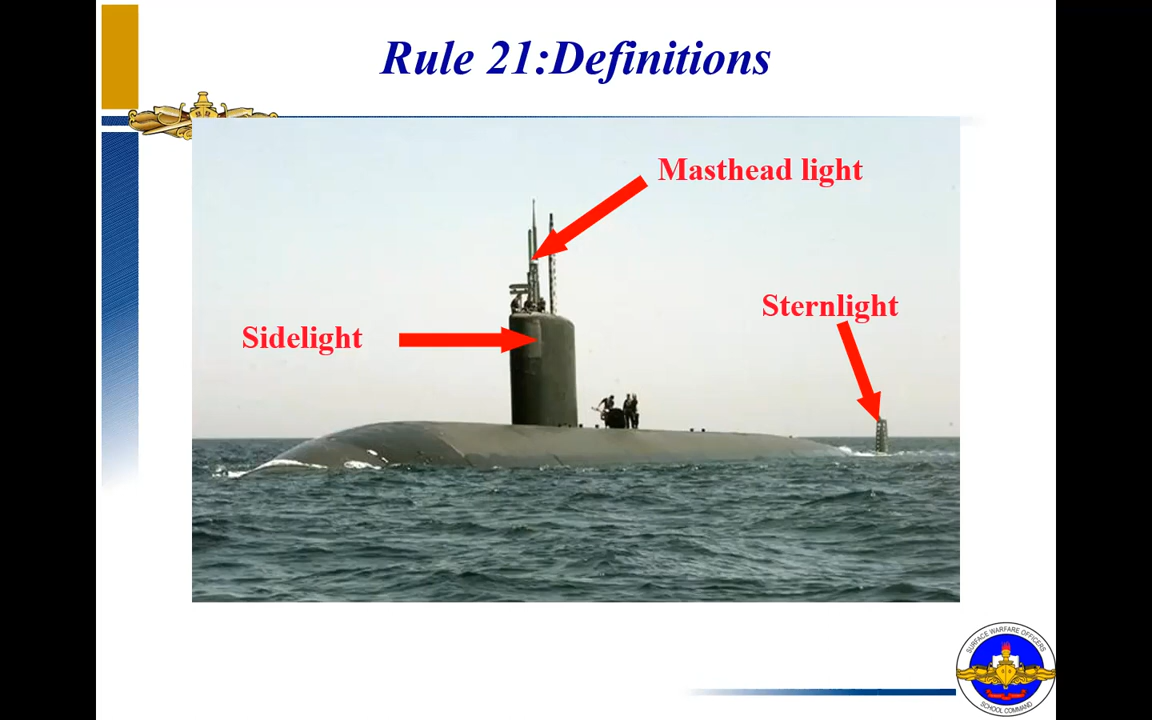 Rule 21:Definitions
Masthead light
Sternlight
Sidelight
SURFACE WARFARE OFFICERS
SCHOOL COMMAND